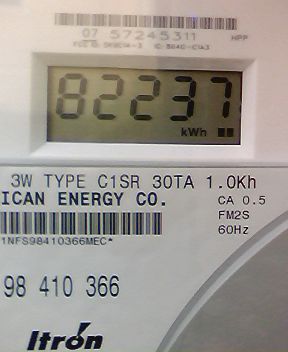 07 57245311 HPP
82237
kWh
3W TYPE C1SR 30TA 1.0Kh
ICAN ENERGY CO. CA 0.5
FM2S
1NFS98410366MEC* 60Hz
98 410 366
Itron